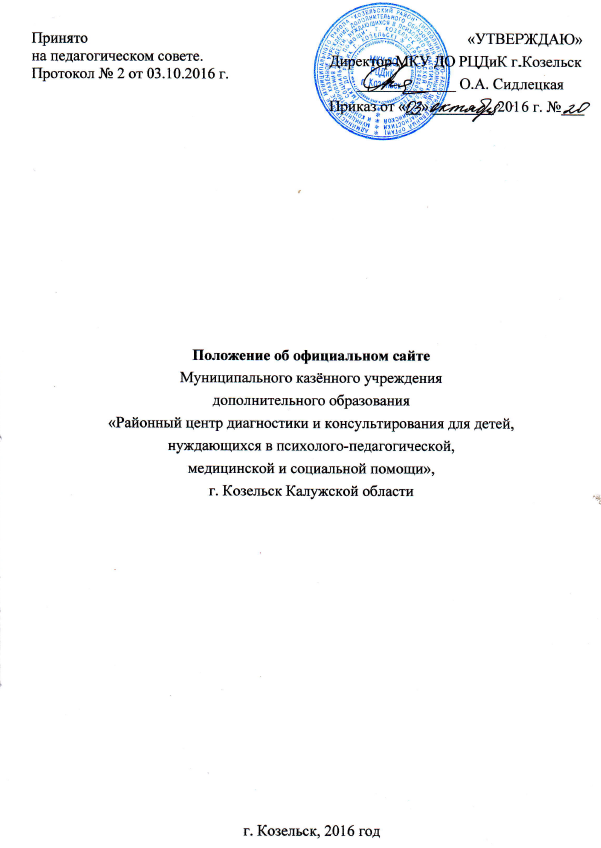 Принято
на педагогическом совете.
Протокол № 2 от 03.10.2016 г.
«УТВЕРЖДАЮ»
Директор МКУ ДО РЦДиК г.Козельск
О.А. Сидлецкая
Приказ от «03» октября 2016 г. № 20
Положение об официальном сайте
Муниципального казённого учреждения
дополнительного образования
«Районный центр диагностики и консультирования для детей,
нуждающихся в психолого-педагогической,
медицинской и социальной помощи»,
г. Козельск Калужской области
г. Козельск, 2016 год